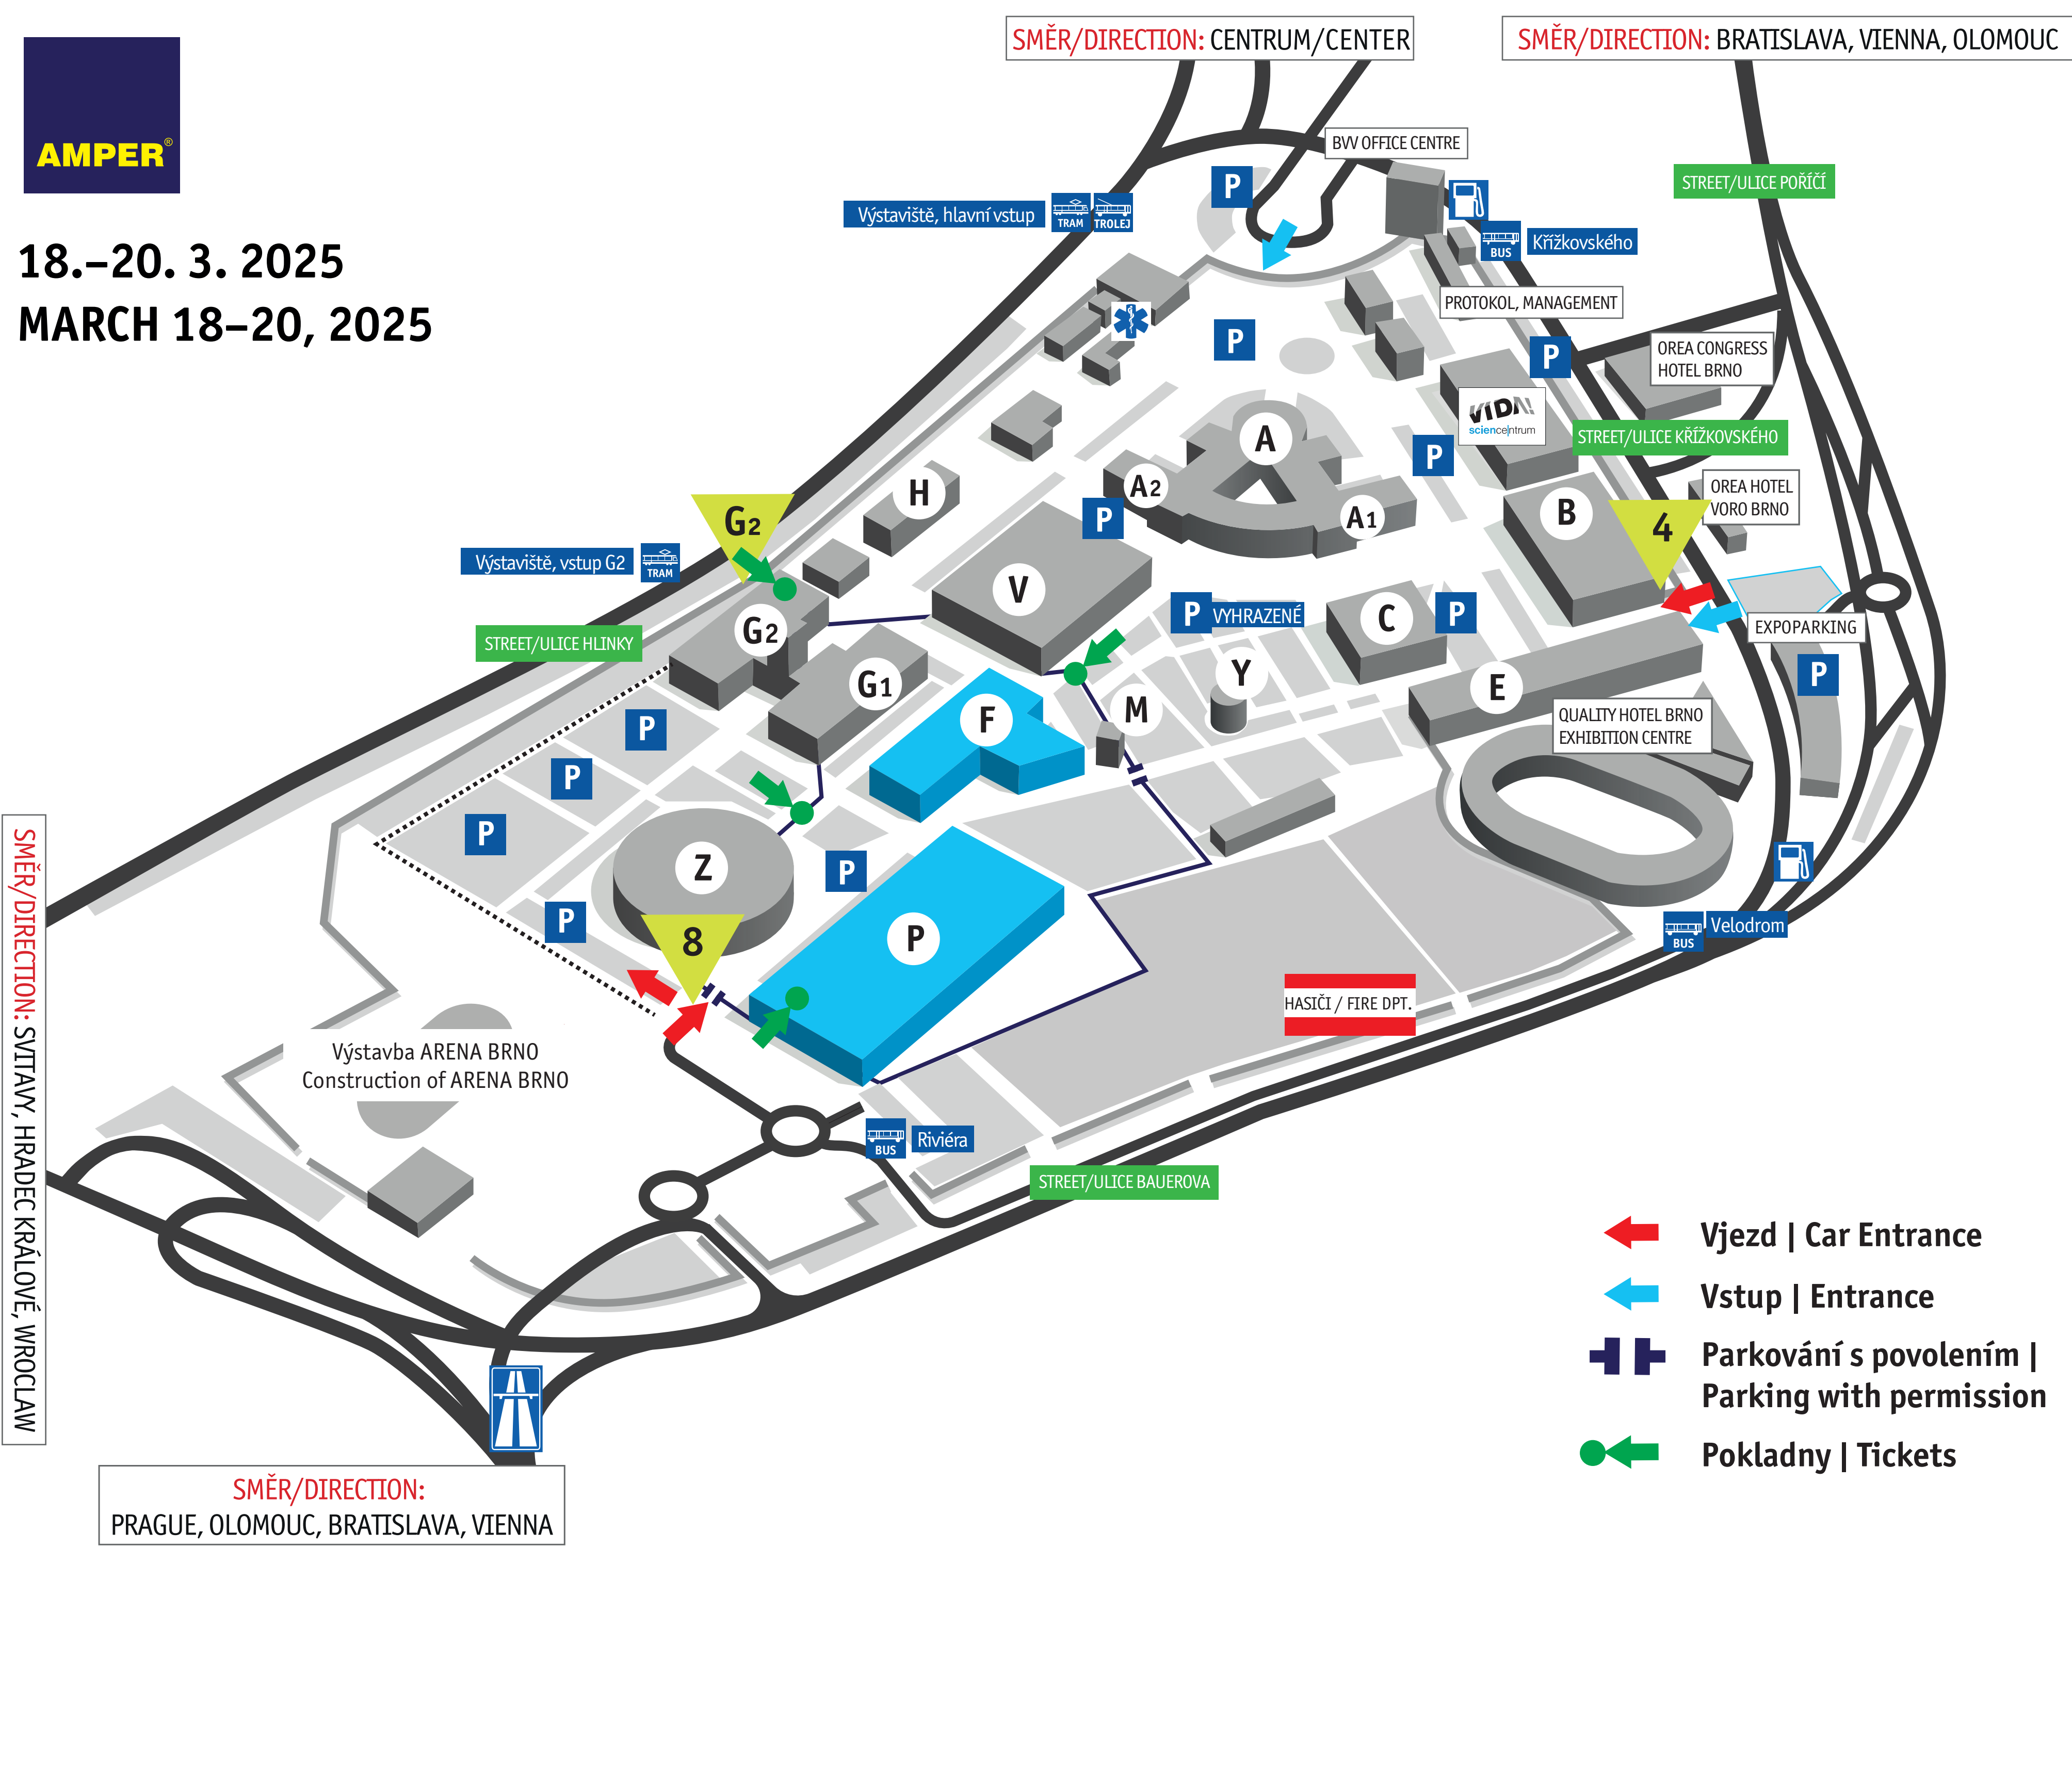 SMĚR/DIRECTION: CENTRUM/CENTER
SMĚR/DIRECTION: BRATISLAVA, VIENNA, OLOMOUC
AMPER®
18.–20. 3. 2025
MARCH 18–20, 2025
BVV OFFICE CENTRE
STREET/ULICE POŘÍČÍ
P
Výstaviště, hlavní vstup
TRAM
TROLEJ
BUS
Křížkovského
PROTOKOL, MANAGEMENT
P
P
OREA CONGRESS
HOTEL BRNO
VIDA!
sciencentrum
STREET/ULICE KŘÍŽKOVSKÉHO
A
P
A2
A1
H
P
OREA HOTEL
VORO BRNO
B
4
G2
Výstaviště, vstup G2
TRAM
V
P VYHRAZENÉ
C
P
EXPOPARKING
STREET/ULICE HLINKY
G2
G1
Y
P
E
M
F
QUALITY HOTEL BRNO
EXHIBITION CENTRE
P
P
P
Z
P
P
P
8
BUS
Velodrom
HASIČI / FIRE DPT.
SMĚR/DIRECTION: SVITAVY, HRADEC KRÁLOVÉ, WROCLAW
Výstavba ARENA BRNO
Construction of ARENA BRNO
BUS
Riviéra
STREET/ULICE BAUEROVA
Vjezd | Car Entrance
Vstup | Entrance
Parkování s povolením |
Parking with permission
Pokladny | Tickets
SMĚR/DIRECTION:
PRAGUE, OLOMOUC, BRATISLAVA, VIENNA